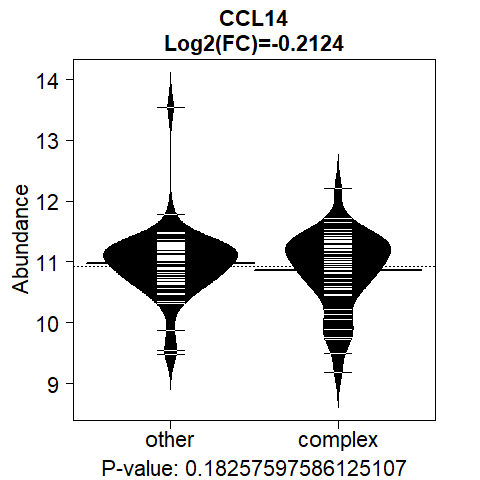 CCL14
Log2(FC)=-0.2124
Abundance
14
13
12
11
10
9
other complex
P-value: 0.18257597586125107